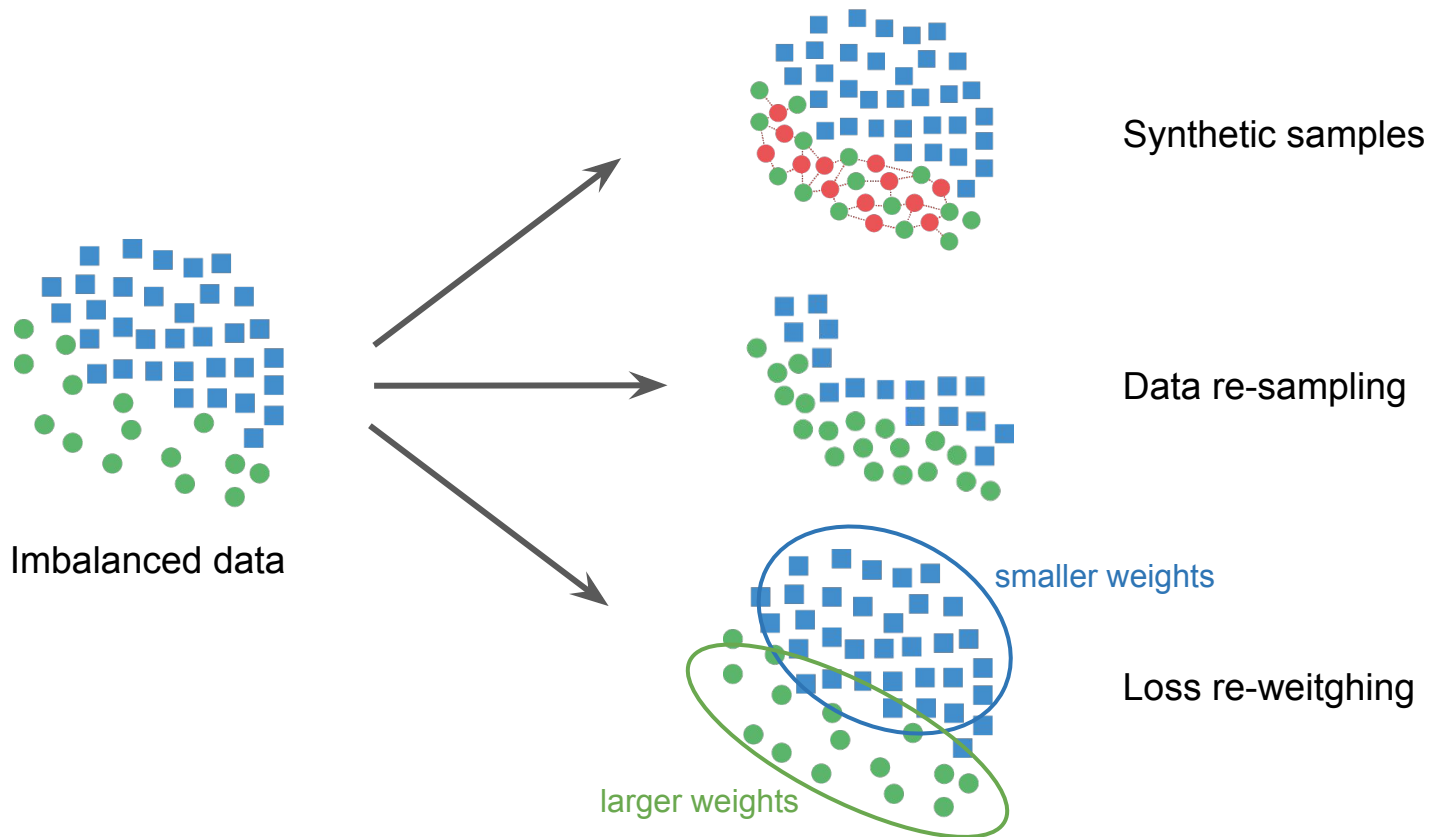 Synthetic samples
Data re-sampling
Imbalanced data
smaller weights
Loss re-weitghing
larger weights